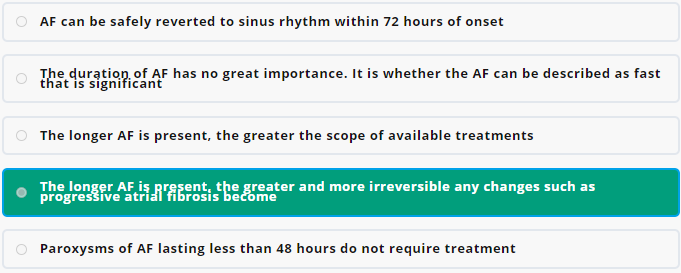 AF can be safely reverted to sinus rhythm within 72 hours of onset
The duration of AF has no great importance. It is whether the AF can be described as fast
that is significant
The longer AF is present, the greater the scope of available treatments
The longer AF is present, the greater and more irreversible any changes such as
progressive atrial fibrosis become
Paroxysms of AF lasting less than 48 hours do not require treatment